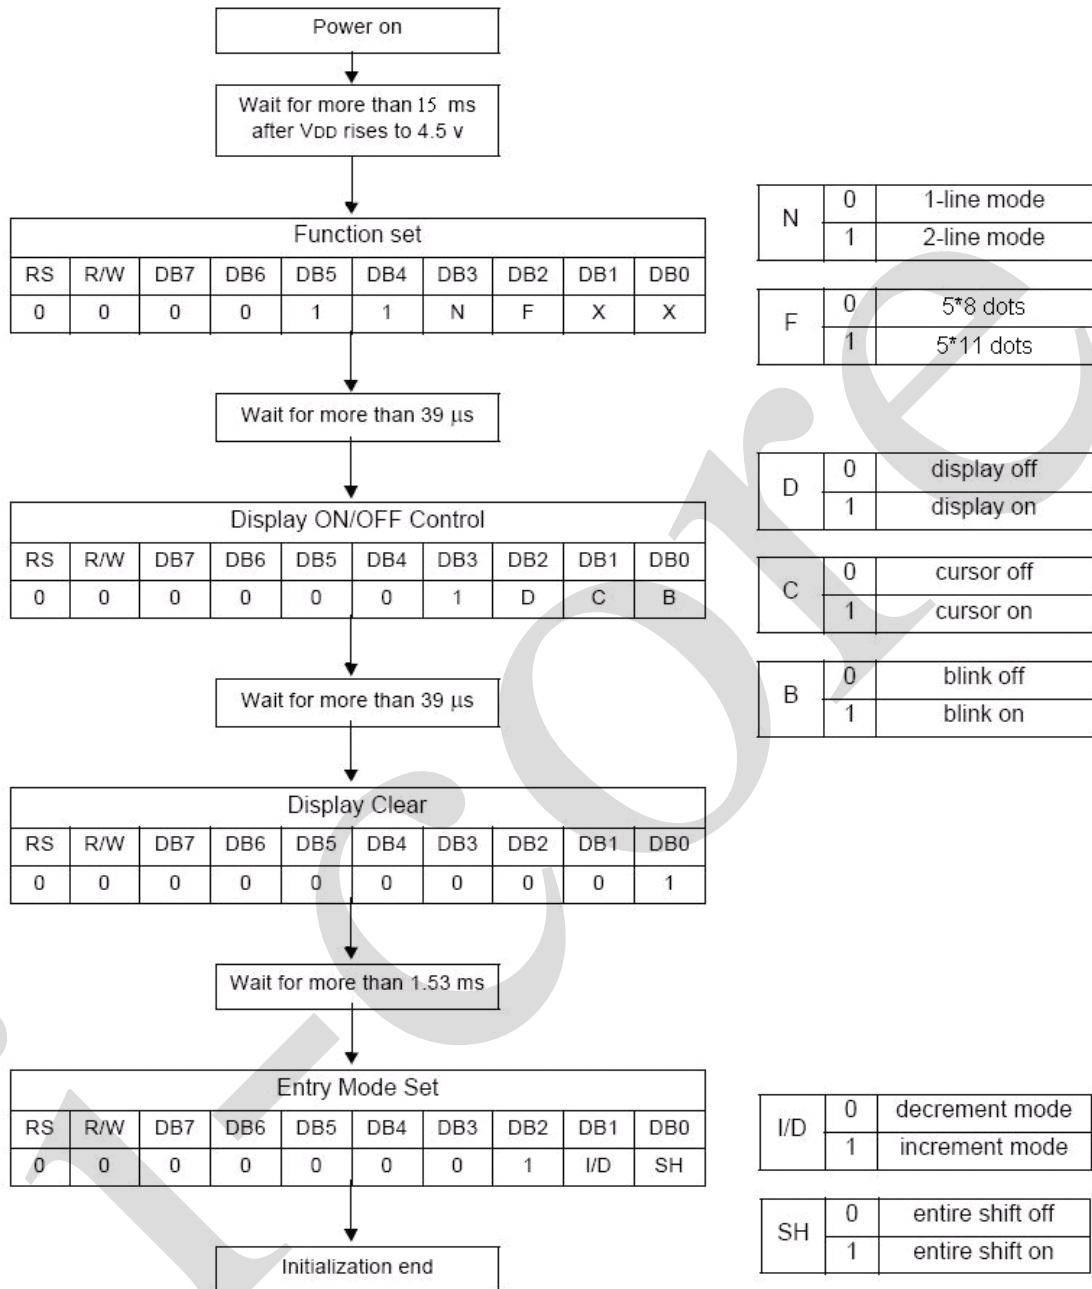 Power on
Wait for more than 15 ms
after VDD rises to 4.5 v
Function set
RS R/W DB7 DB6 DB5 DB4 DB3 DB2 DB1 DB0
0 0 0 0 1 1 N F X X
N 0 1-line mode
1 2-line mode
F 0 5*8 dots
1 5*11 dots
Wait for more than 39 μs
Display ON/OFF Control
RS R/W DB7 DB6 DB5 DB4 DB3 DB2 DB1 DB0
0 0 0 0 0 0 1 D C B
D 0 display off
1 display on
C 0 cursor off
1 cursor on
B 0 blink off
1 blink on
Wait for more than 39 μs
Display Clear
RS R/W DB7 DB6 DB5 DB4 DB3 DB2 DB1 DB0
0 0 0 0 0 0 0 0 0 1
Wait for more than 1.53 ms
Entry Mode Set
RS R/W DB7 DB6 DB5 DB4 DB3 DB2 DB1 DB0
0 0 0 0 0 0 0 1 I/D SH
I/D 0 decrement mode
1 increment mode
SH 0 entire shift off
1 entire shift on
Initialization end
i-core